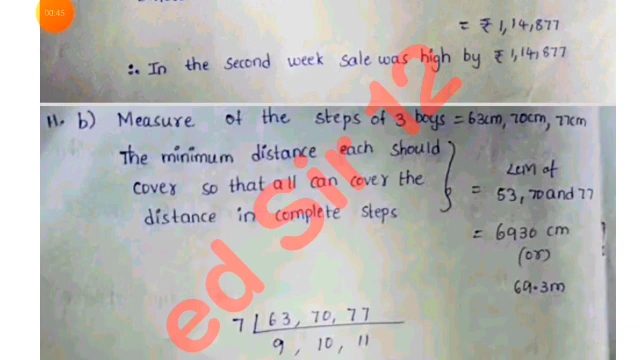 00:45
= ₹ 1,14,877
∴ In the second week sale was high by ₹ 1,14,877
11. b) Measure of the steps of 3 boys = 63cm, 70cm, 77cm
The minimum distance each should cover so that all can cover the distance in complete steps
= LCM of 53, 70 and 77
= 6930 cm
(or)
69.3m
7 | 63, 70, 77
9, 10, 11
ed Sir 12